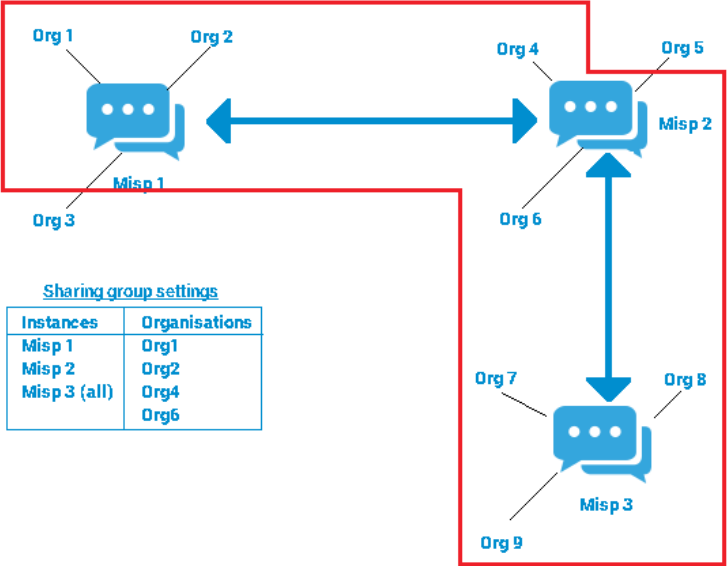 Org 1
Org 2
Misp 1
Org 3
Org 4
Org 5
Misp 2
Org 6
Sharing group settings
Instances Organisations
Misp 1 Org1
Misp 2 Org2
Misp 3 (all) Org4
Org6
Org 7
Org 8
Misp 3
Org 9